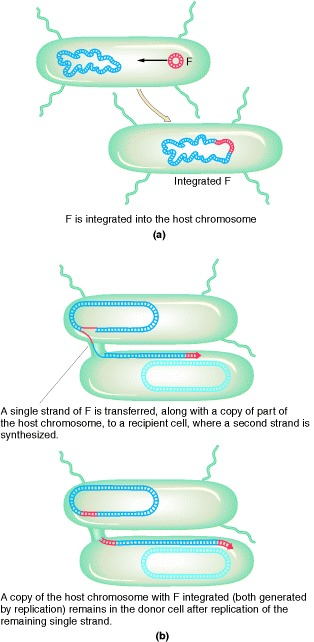 F
Integrated F
F is integrated into the host chromosome
(a)
A single strand of F is transferred, along with a copy of part of
the host chromosome, to a recipient cell, where a second strand is
synthesized.
A copy of the host chromosome with F integrated (both generated
by replication) remains in the donor cell after replication of the
remaining single strand.
(b)